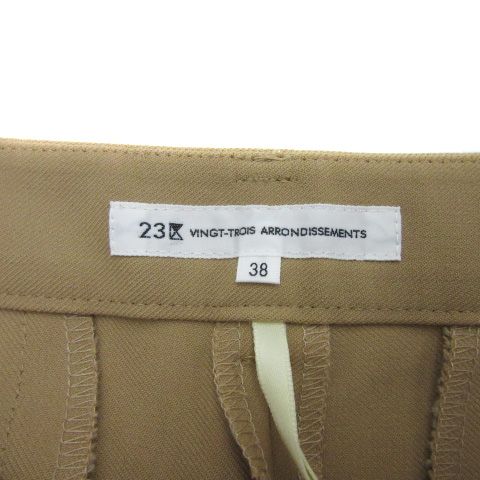 23区 VINGT-TROIS ARRONDISSEMENTS
38